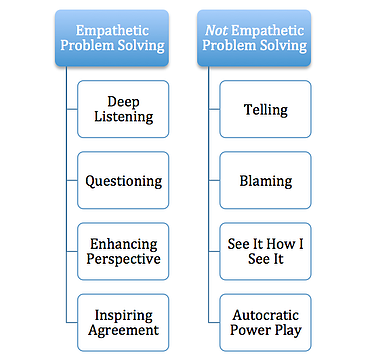 Empathetic
Problem Solving
Deep
Listening
Questioning
Enhancing
Perspective
Inspiring
Agreement
Not Empathetic
Problem Solving
Telling
Blaming
See It How I
See It
Autocratic
Power Play